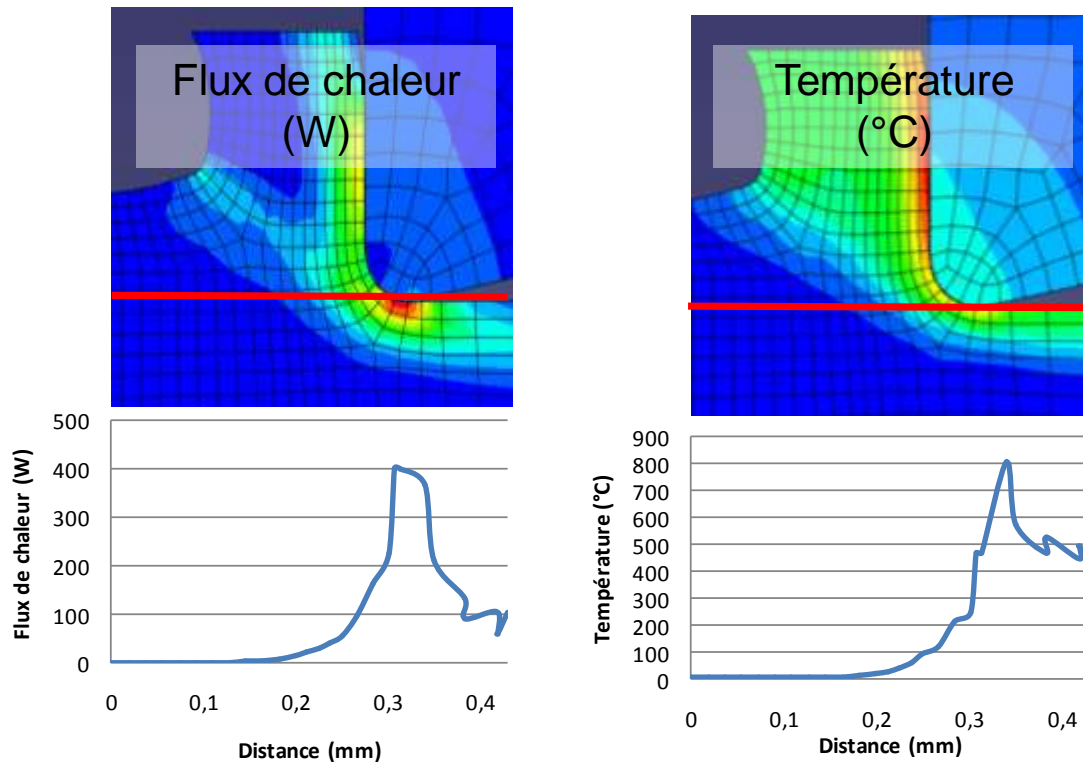 Flux de chaleur
(W)
Température
(°C)
500
400
300
200
100
0
Flux de chaleur (W)
0 0,1 0,2 0,3 0,4
Distance (mm)
900
800
700
600
500
400
300
200
100
0
Température (°C)
0 0,1 0,2 0,3 0,4
Distance (mm)